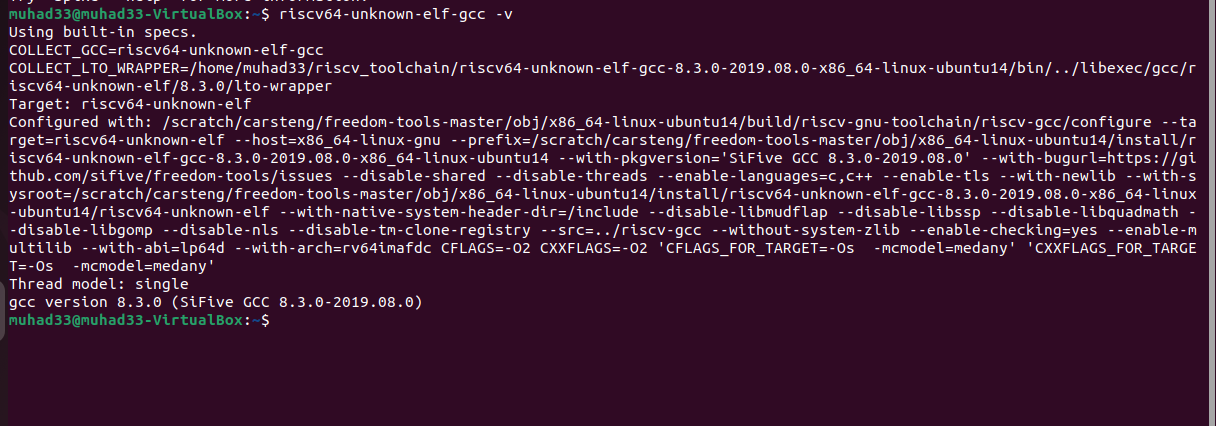 muhad33@muhad33-VirtualBox:~$ riscv64-unknown-elf-gcc -v
Using built-in specs.
COLLECT_GCC=riscv64-unknown-elf-gcc
COLLECT_LTO_WRAPPER=/home/muhad33/riscv_toolchain/riscv64-unknown-elf-gcc-8.3.0-2019.08.0-x86_64-linux-ubuntu14/bin/../libexec/gcc/r
iscv64-unknown-elf/8.3.0/lto-wrapper
Target: riscv64-unknown-elf
Configured with: /scratch/carsteng/freedom-tools-master/obj/x86_64-linux-ubuntu14/build/riscv-gnu-toolchain/riscv-gcc/configure --ta
rget=riscv64-unknown-elf --host=x86_64-linux-gnu --prefix=/scratch/carsteng/freedom-tools-master/obj/x86_64-linux-ubuntu14/install/r
iscv64-unknown-elf-gcc-8.3.0-2019.08.0-x86_64-linux-ubuntu14 --with-pkgversion='SiFive GCC 8.3.0-2019.08.0' --with-bugurl=https://gi
thub.com/sifive/freedom-tools/issues --disable-shared --disable-threads --enable-languages=c,c++ --enable-tls --with-newlib --with-s
ysroot=/scratch/carsteng/freedom-tools-master/obj/x86_64-linux-ubuntu14/install/riscv64-unknown-elf-gcc-8.3.0-2019.08.0-x86_64-linux
-ubuntu14/riscv64-unknown-elf --with-native-system-header-dir=/include --disable-libmudflap --disable-libssp --disable-libquadmath -
-disable-libgomp --disable-nls --disable-tm-clone-registry --src=../riscv-gcc --without-system-zlib --enable-checking=yes --enable-m
ultilib --with-abi=lp64d --with-arch=rv64imafdc CFLAGS=-O2 CXXFLAGS=-O2 'CFLAGS_FOR_TARGET=-Os  -mcmodel=medany' 'CXXFLAGS_FOR_TARGE
T=-Os  -mcmodel=medany'
Thread model: single
gcc version 8.3.0 (SiFive GCC 8.3.0-2019.08.0)
muhad33@muhad33-VirtualBox:~$